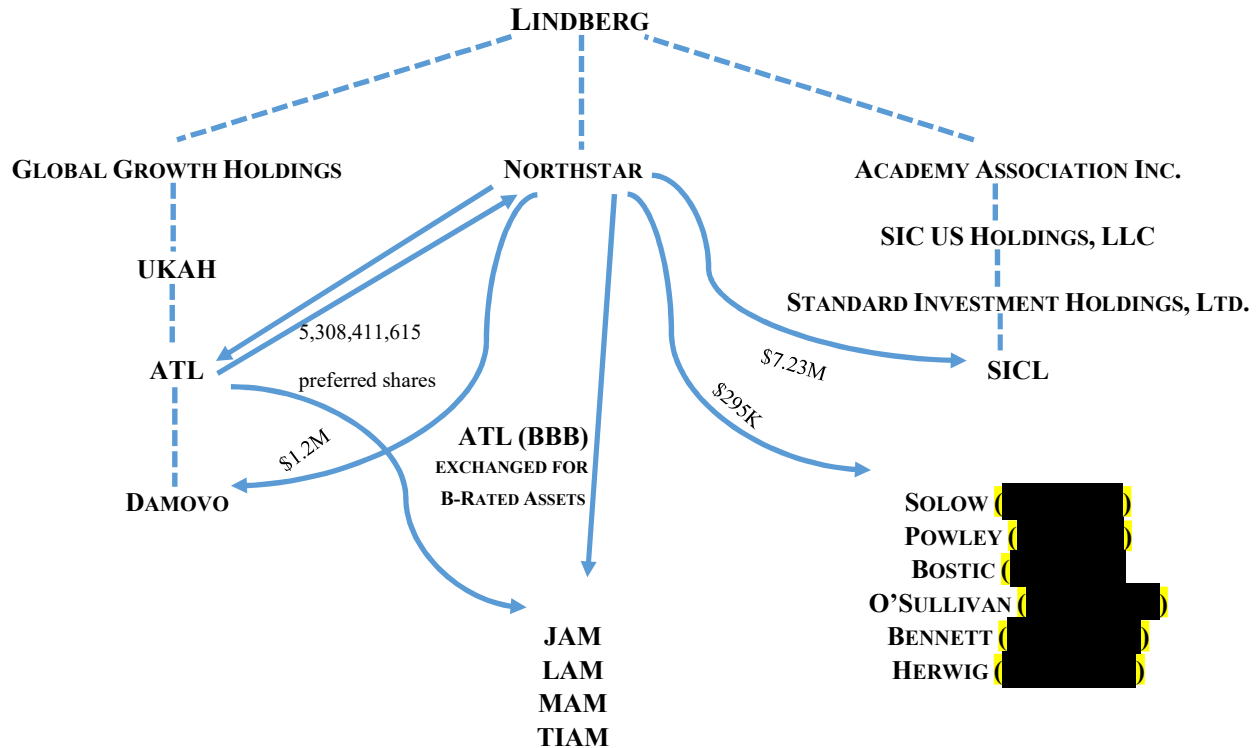 LINDBERG
GLOBAL GROWTH HOLDINGS
NORTHSTAR
ACADEMY ASSOCIATION INC.
SIC US HOLDINGS, LLC
UKAH
STANDARD INVESTMENT HOLDINGS, LTD.
5,308,411,615
ATL
preferred shares
$7.23M
SICL
$295K
$1.2M
ATL (BBB)
EXCHANGED FOR
B-RATED ASSETS
DAMOVO
SOLOW ( )
POWLEY ( )
BOSTIC (
O’SULLIVAN ( )
BENNETT ( )
HERWIG ( )
JAM
LAM
MAM
TIAM